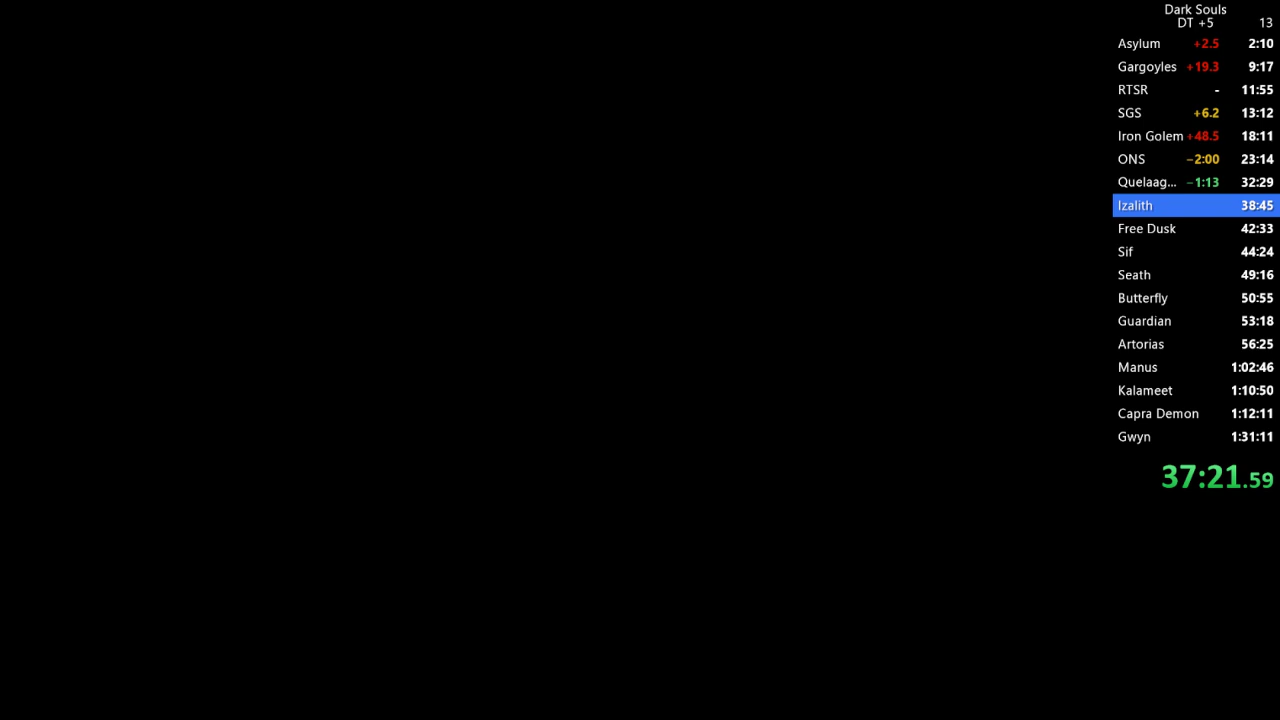 Dark Souls
DT +5 13
Asylum +2.5 2:10
Gargoyles +19.3 9:17
RTSR - 11:55
SGS +6.2 13:12
Iron Golem +48.5 18:11
ONS −2:00 23:14
Quelaag... −1:13 32:29
Izalith 38:45
Free Dusk 42:33
Sif 44:24
Seath 49:16
Butterfly 50:55
Guardian 53:18
Artorias 56:25
Manus 1:02:46
Kalameet 1:10:50
Capra Demon 1:12:11
Gwyn 1:31:11
37:21.59